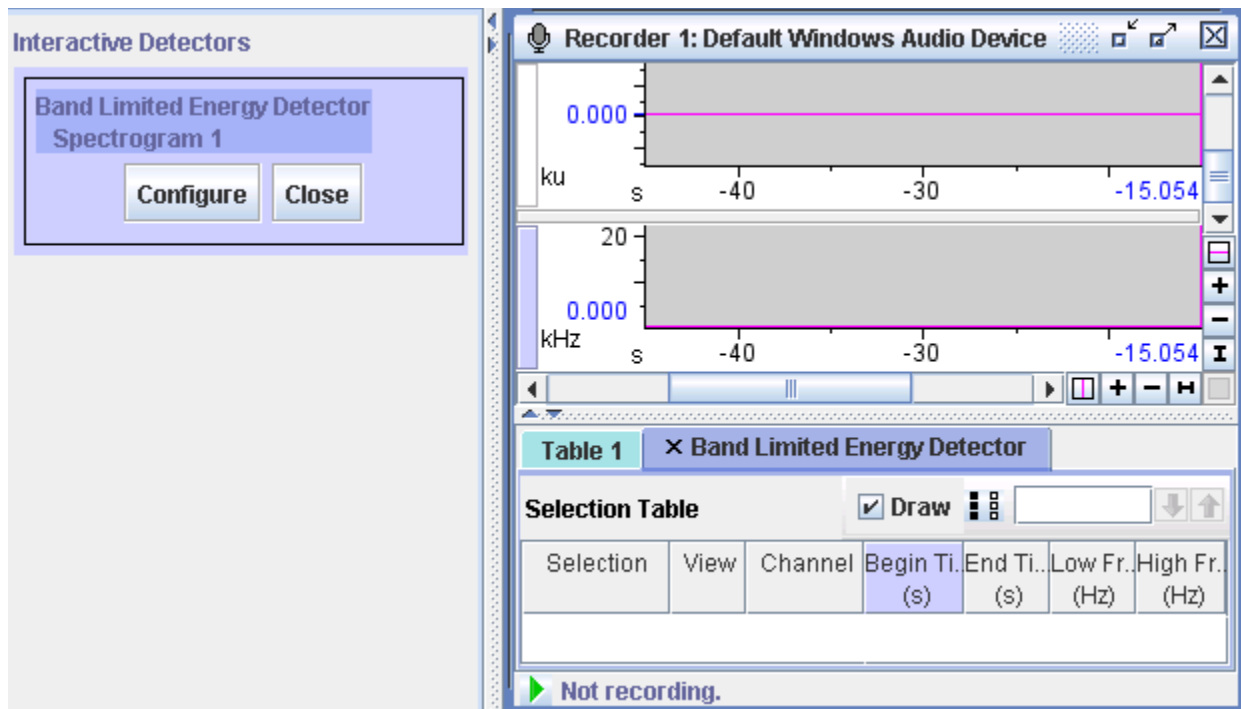 Interactive Detectors
Band Limited Energy Detector
Spectrogram 1
Configure Close
Recorder 1: Default Windows Audio Device
0.000
ku s -40 -30 -15.054
20
0.000
kHz s -40 -30 -15.054
Table 1 × Band Limited Energy Detector
Selection Table Draw
Selection View Channel Begin Ti.. End Ti... Low Fr.. High Fr..
(s) (s) (Hz) (Hz)
Not recording.